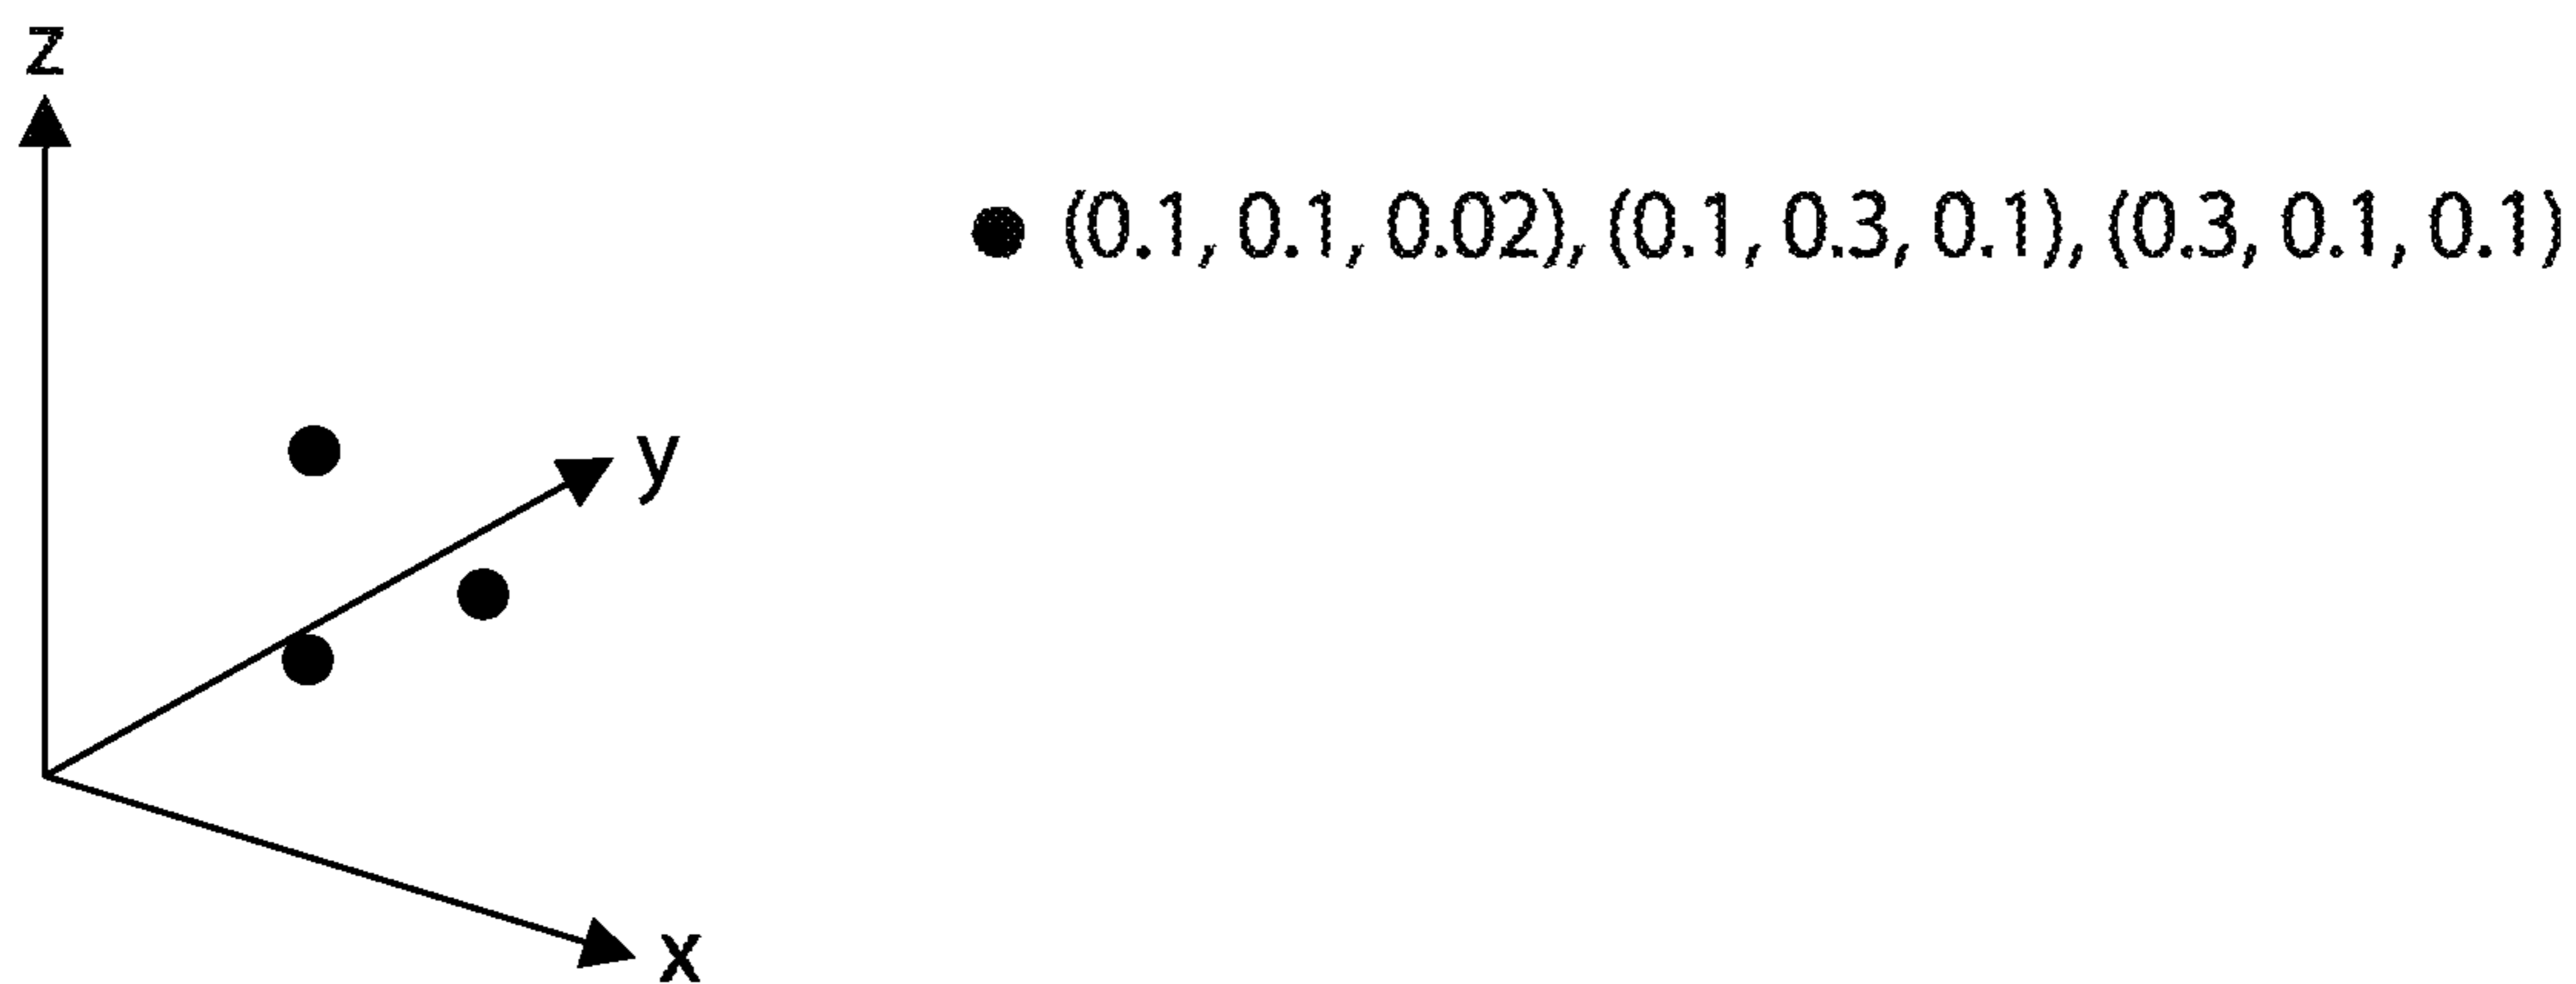 z
(0.1, 0.1, 0.02), (0.1, 0.3, 0.1), (0.3, 0.1, 0.1)
y
x